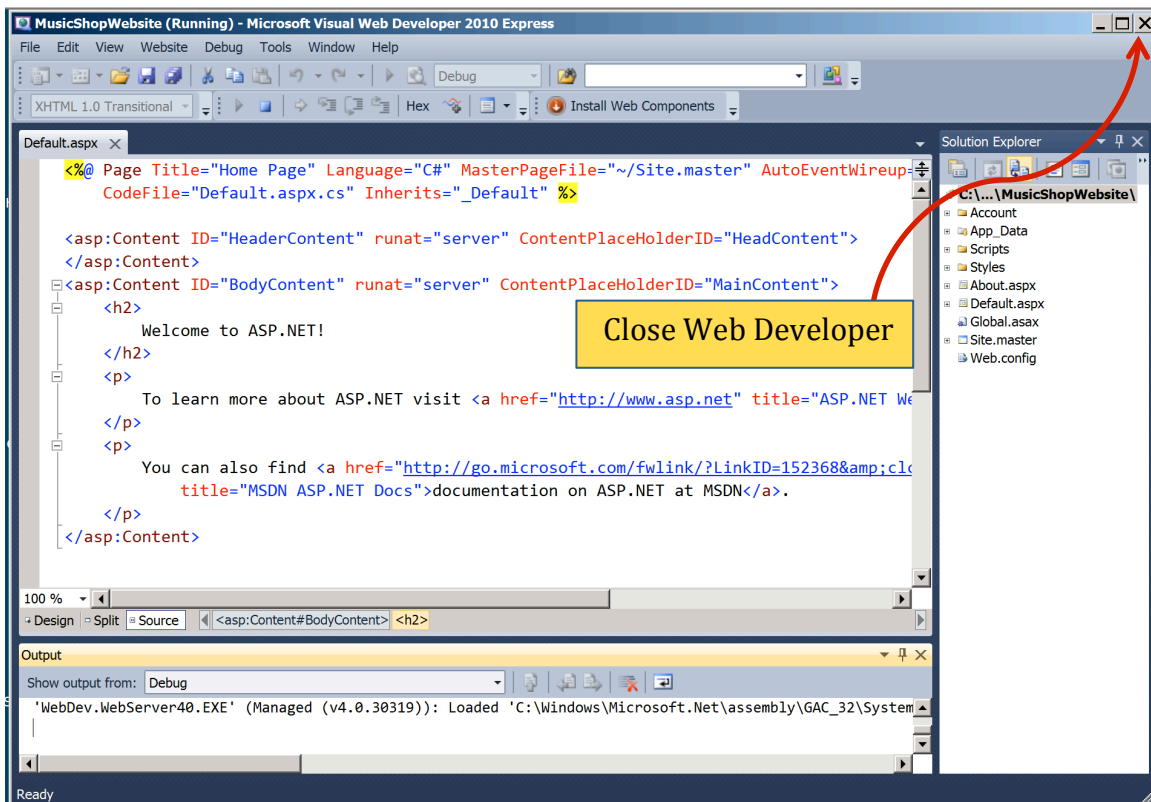 MusicShopWebsite (Running) - Microsoft Visual Web Developer 2010 Express
File Edit View Website Debug Tools Window Help
Debug
XHTML 1.0 Transitional Hex Install Web Components
Default.aspx
<%@ Page Title="Home Page" Language="C#" MasterPageFile="~/Site.master" AutoEventWireup=
CodeFile="Default.aspx.cs" Inherits="_Default" %>
<asp:Content ID="HeaderContent" runat="server" ContentPlaceHolderID="HeadContent">
</asp:Content>
<asp:Content ID="BodyContent" runat="server" ContentPlaceHolderID="MainContent">
<h2>
Welcome to ASP.NET!
</h2>
<p>
To learn more about ASP.NET visit <a href="http://www.asp.net" title="ASP.NET We
</p>
<p>
You can also find <a href="http://go.microsoft.com/fwlink/?LinkID=152368&amp;clc
title="MSDN ASP.NET Docs">documentation on ASP.NET at MSDN</a>.
</p>
</asp:Content>
Close Web Developer
100 %
Design Split Source <asp:Content#BodyContent> <h2>
Output
Show output from: Debug
'WebDev.WebServer40.EXE' (Managed (v4.0.30319)): Loaded 'C:\Windows\Microsoft.Net\assembly\GAC_32\System
Ready
Solution Explorer
C:\...\MusicShopWebsite\
Account
App_Data
Scripts
Styles
About.aspx
Default.aspx
Global.asax
Site.master
Web.config